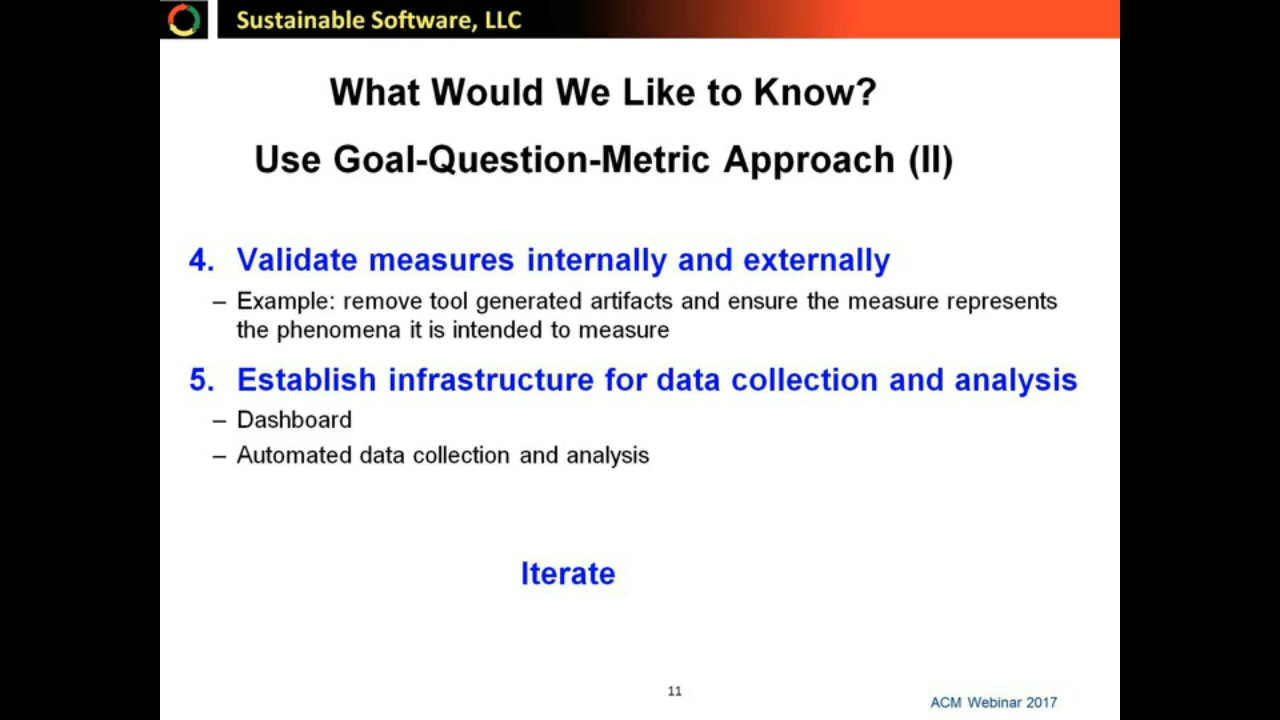 Sustainable Software, LLC
What Would We Like to Know?
Use Goal-Question-Metric Approach (II)
4. Validate measures internally and externally
– Example: remove tool generated artifacts and ensure the measure represents
the phenomena it is intended to measure
5. Establish infrastructure for data collection and analysis
– Dashboard
– Automated data collection and analysis
Iterate
11
ACM Webinar 2017